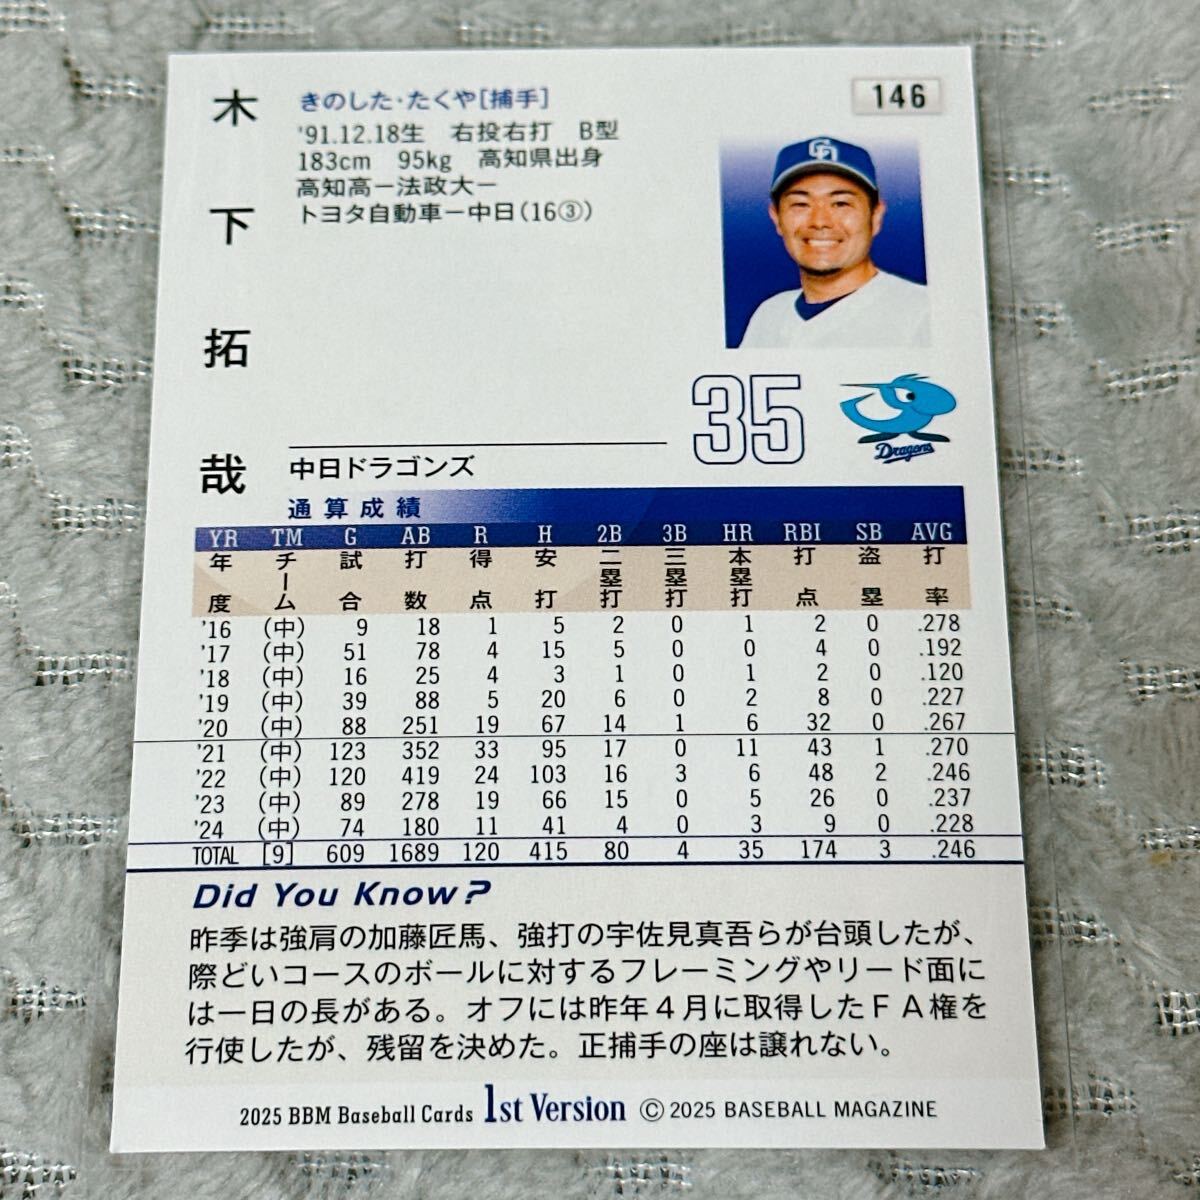 木下拓哉
きのした・たくや[捕手]
146
'91.12.18生 右投右打 B型
183cm 95kg 高知県出身
高知高ー法政大ー
トヨタ自動車ー中日(16③)
35
Dragons
中日ドラゴンズ
通算成績
YR TM G AB R H 2B 3B HR RBI SB AVG
年度 チーム 試合 打数 得点 安打 二塁打 三塁打 本塁打 打点 盗塁 打率
'16 (中) 9 18 1 5 2 0 1 2 0 .278
'17 (中) 51 78 4 15 5 0 0 4 0 .192
'18 (中) 16 25 4 3 1 0 1 2 0 .120
'19 (中) 39 88 5 20 6 0 2 8 0 .227
'20 (中) 88 251 19 67 14 1 6 32 0 .267
'21 (中) 123 352 33 95 17 0 11 43 1 .270
'22 (中) 120 419 24 103 16 3 6 48 2 .246
'23 (中) 89 278 19 66 15 0 5 26 0 .237
'24 (中) 74 180 11 41 4 0 3 9 0 .228
TOTAL [9] 609 1689 120 415 80 4 35 174 3 .246
Did You Know?
昨季は強肩の加藤匠馬、強打の宇佐見真吾らが台頭したが、
際どいコースのボールに対するフレーミングやリード面に
は一日の長がある。オフには昨年4月に取得したFA権を
行使したが、残留を決めた。正捕手の座は譲れない。
2025 BBM Baseball Cards 1st Version © 2025 BASEBALL MAGAZINE